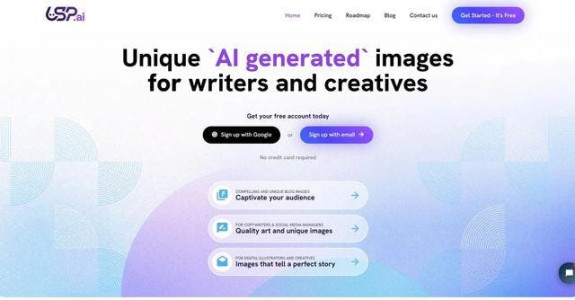 USP.ai
Home Pricing Roadmap Blog Contact us Get Started - It's Free
Unique `AI generated` images
for writers and creatives
Get your free account today
Sign up with Google or Sign up with email →
No credit card required
COMPELLING AND UNIQUE BLOG IMAGES
Captivate your audience →
FOR COPYWRITERS & SOCIAL MEDIA MANAGERS
Quality art and unique images →
FOR DIGITAL ILLUSTRATORS AND CREATIVES
Images that tell a perfect story →